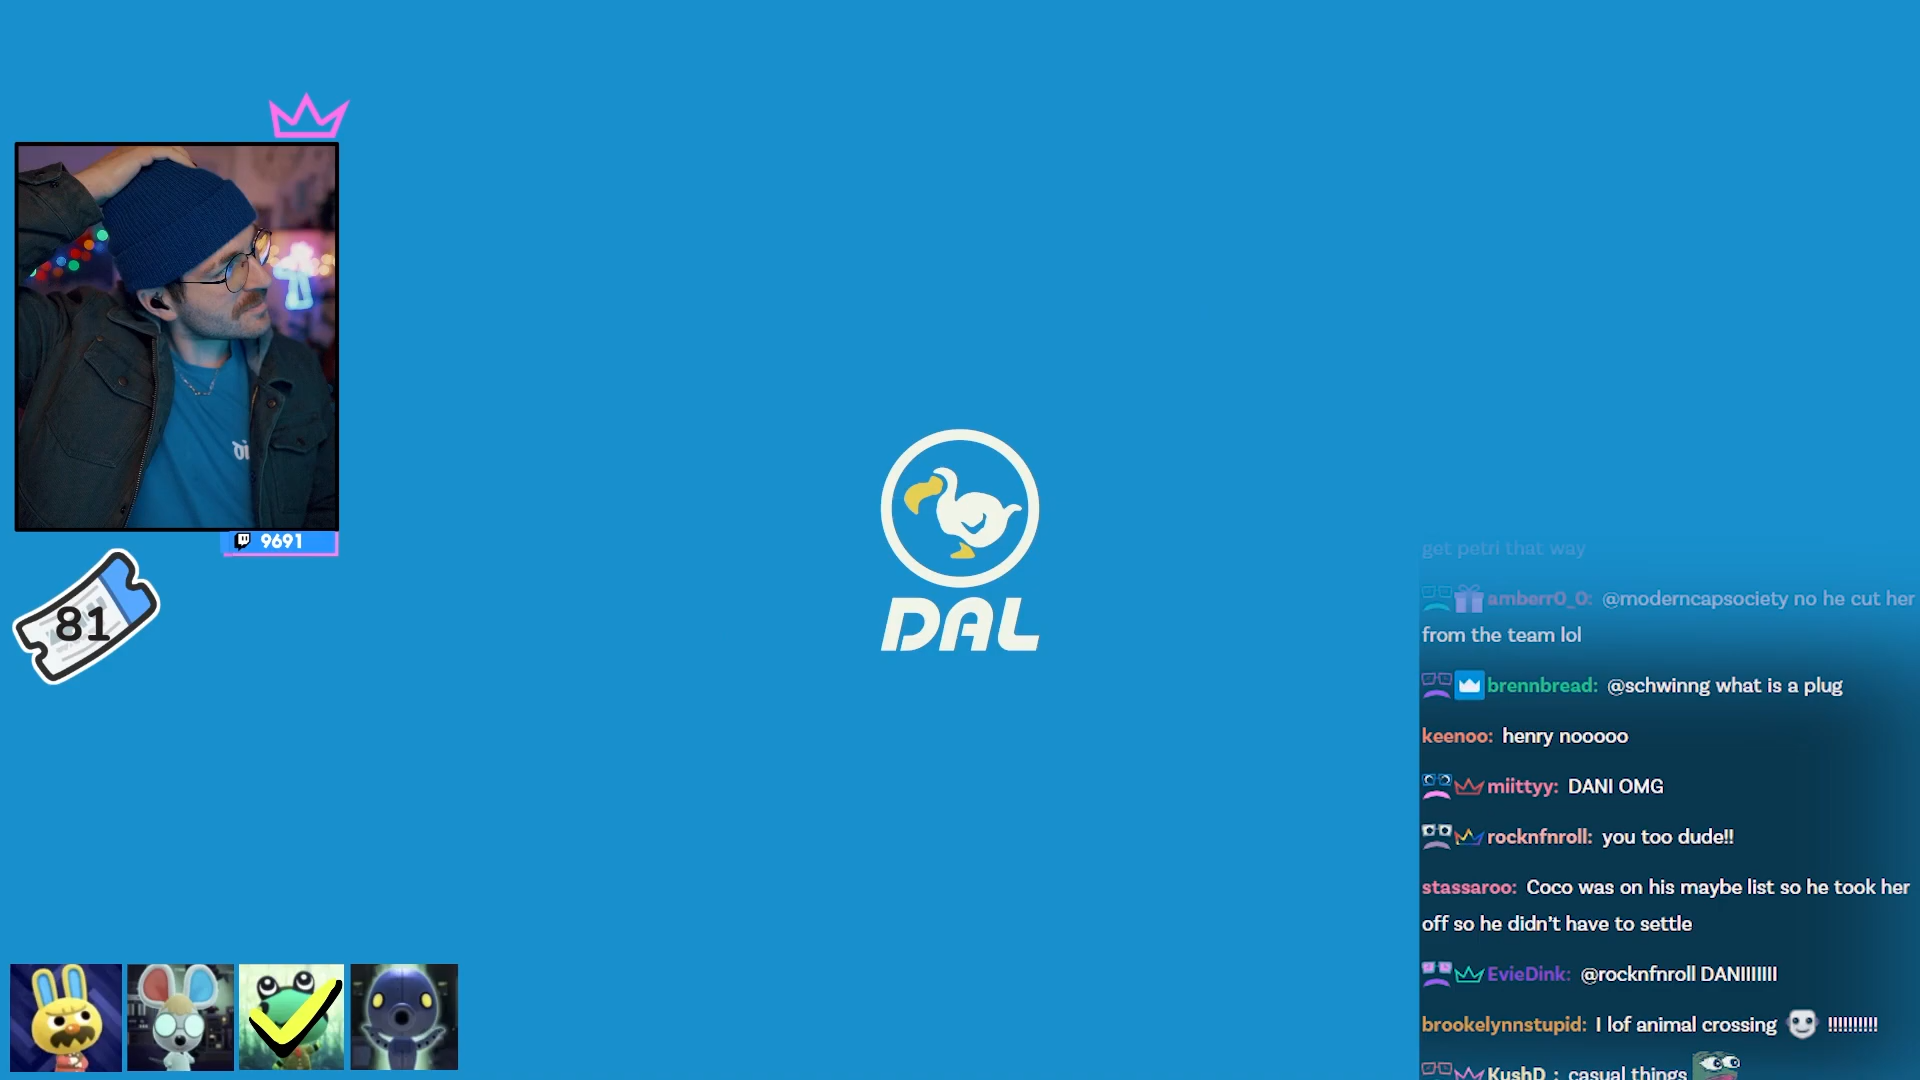 9691
81
DAL
get petri that way
amberr0_0: @moderncapsociety no he cut her
from the team lol
brennbread: @schwinng what is a plug
keenoo: henry nooooo
miittyy: DANI OMG
rocknfnroll: you too dude!!
stassaroo: Coco was on his maybe list so he took her
off so he didn't have to settle
EvieDink: @rocknfnroll DANIIIIIII
brookelynnstupid: I lof animal crossing !!!!!!!!!!
KushD_: casual things